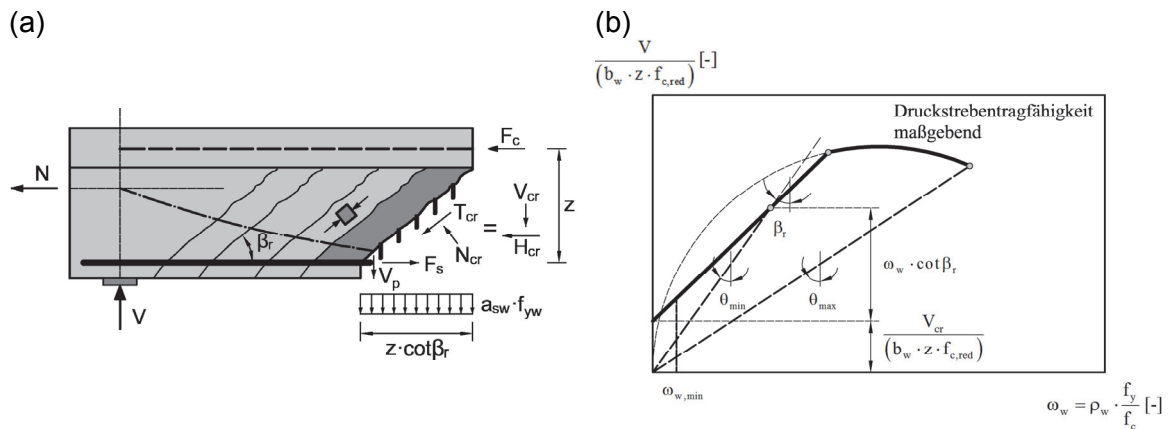 (a)
F_c
N
V_cr
T_cr
=
z
H_cr
β_r
N_cr
F_s
V_p
V
a_sw·f_yw
z·cotβ_r
(b)
V
(b_w · z · f_c,red) [-]
Druckstrebentragfähigkeit
maßgebend
β_r
ω_w · cot β_r
θ_min
θ_max
V_cr
(b_w · z · f_c,red)
ω_w,min
ω_w = ρ_w · f_y / f_c [-]